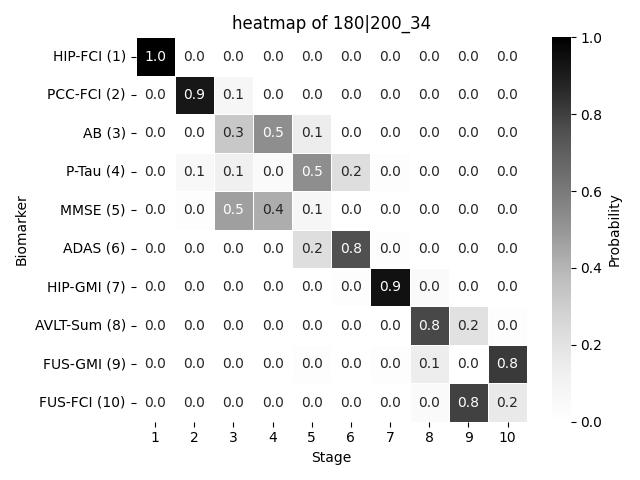 heatmap of 180|200_34
HIP-FCI (1) 1.0 0.0 0.0 0.0 0.0 0.0 0.0 0.0 0.0 0.0
PCC-FCI (2) 0.0 0.9 0.1 0.0 0.0 0.0 0.0 0.0 0.0 0.0
AB (3) 0.0 0.0 0.3 0.5 0.1 0.0 0.0 0.0 0.0 0.0
P-Tau (4) 0.0 0.1 0.1 0.0 0.5 0.2 0.0 0.0 0.0 0.0
MMSE (5) 0.0 0.0 0.5 0.4 0.1 0.0 0.0 0.0 0.0 0.0
ADAS (6) 0.0 0.0 0.0 0.0 0.2 0.8 0.0 0.0 0.0 0.0
HIP-GMI (7) 0.0 0.0 0.0 0.0 0.0 0.0 0.9 0.0 0.0 0.0
AVLT-Sum (8) 0.0 0.0 0.0 0.0 0.0 0.0 0.0 0.8 0.2 0.0
FUS-GMI (9) 0.0 0.0 0.0 0.0 0.0 0.0 0.0 0.1 0.0 0.8
FUS-FCI (10) 0.0 0.0 0.0 0.0 0.0 0.0 0.0 0.0 0.8 0.2
1 2 3 4 5 6 7 8 9 10
Stage
Biomarker
1.0
0.8
0.6
0.4
0.2
0.0
Probability